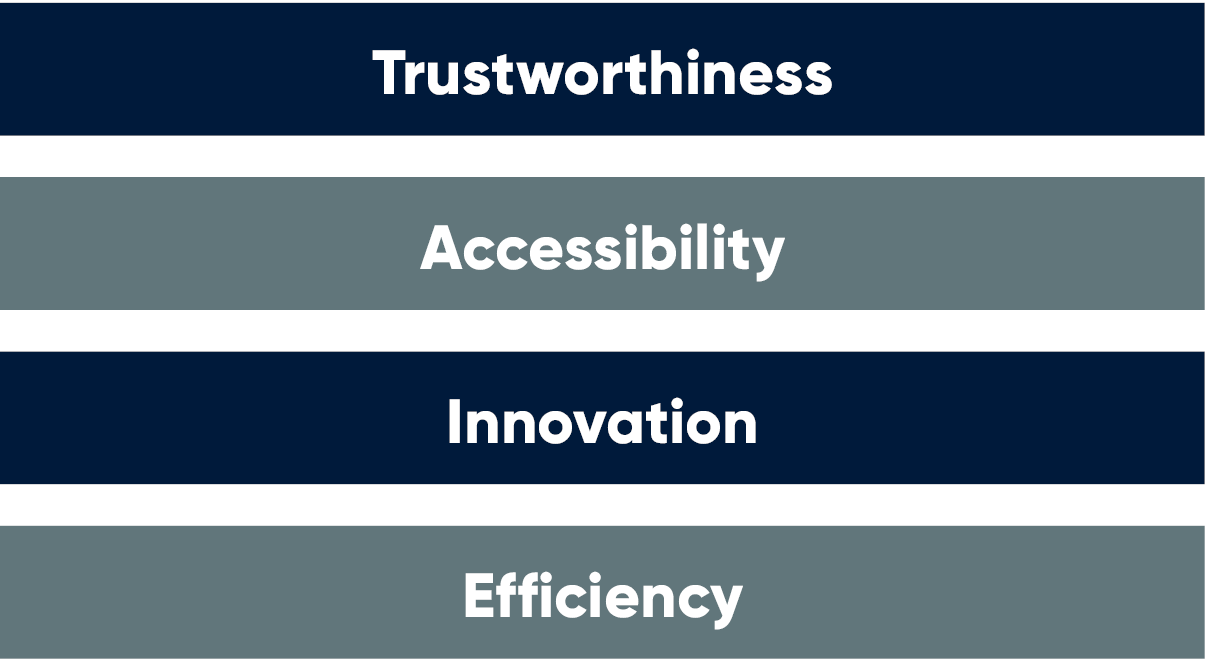 Trustworthiness
Accessibility
Innovation
Efficiency